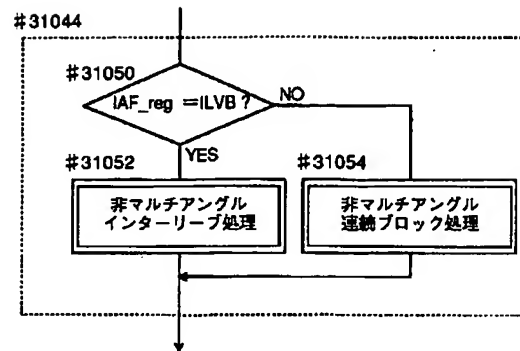 #31044
#31050
IAF_reg =ILVB ?
NO
YES
#31052
#31054
非マルチアングル
インターリーブ処理
非マルチアングル
連続ブロック処理